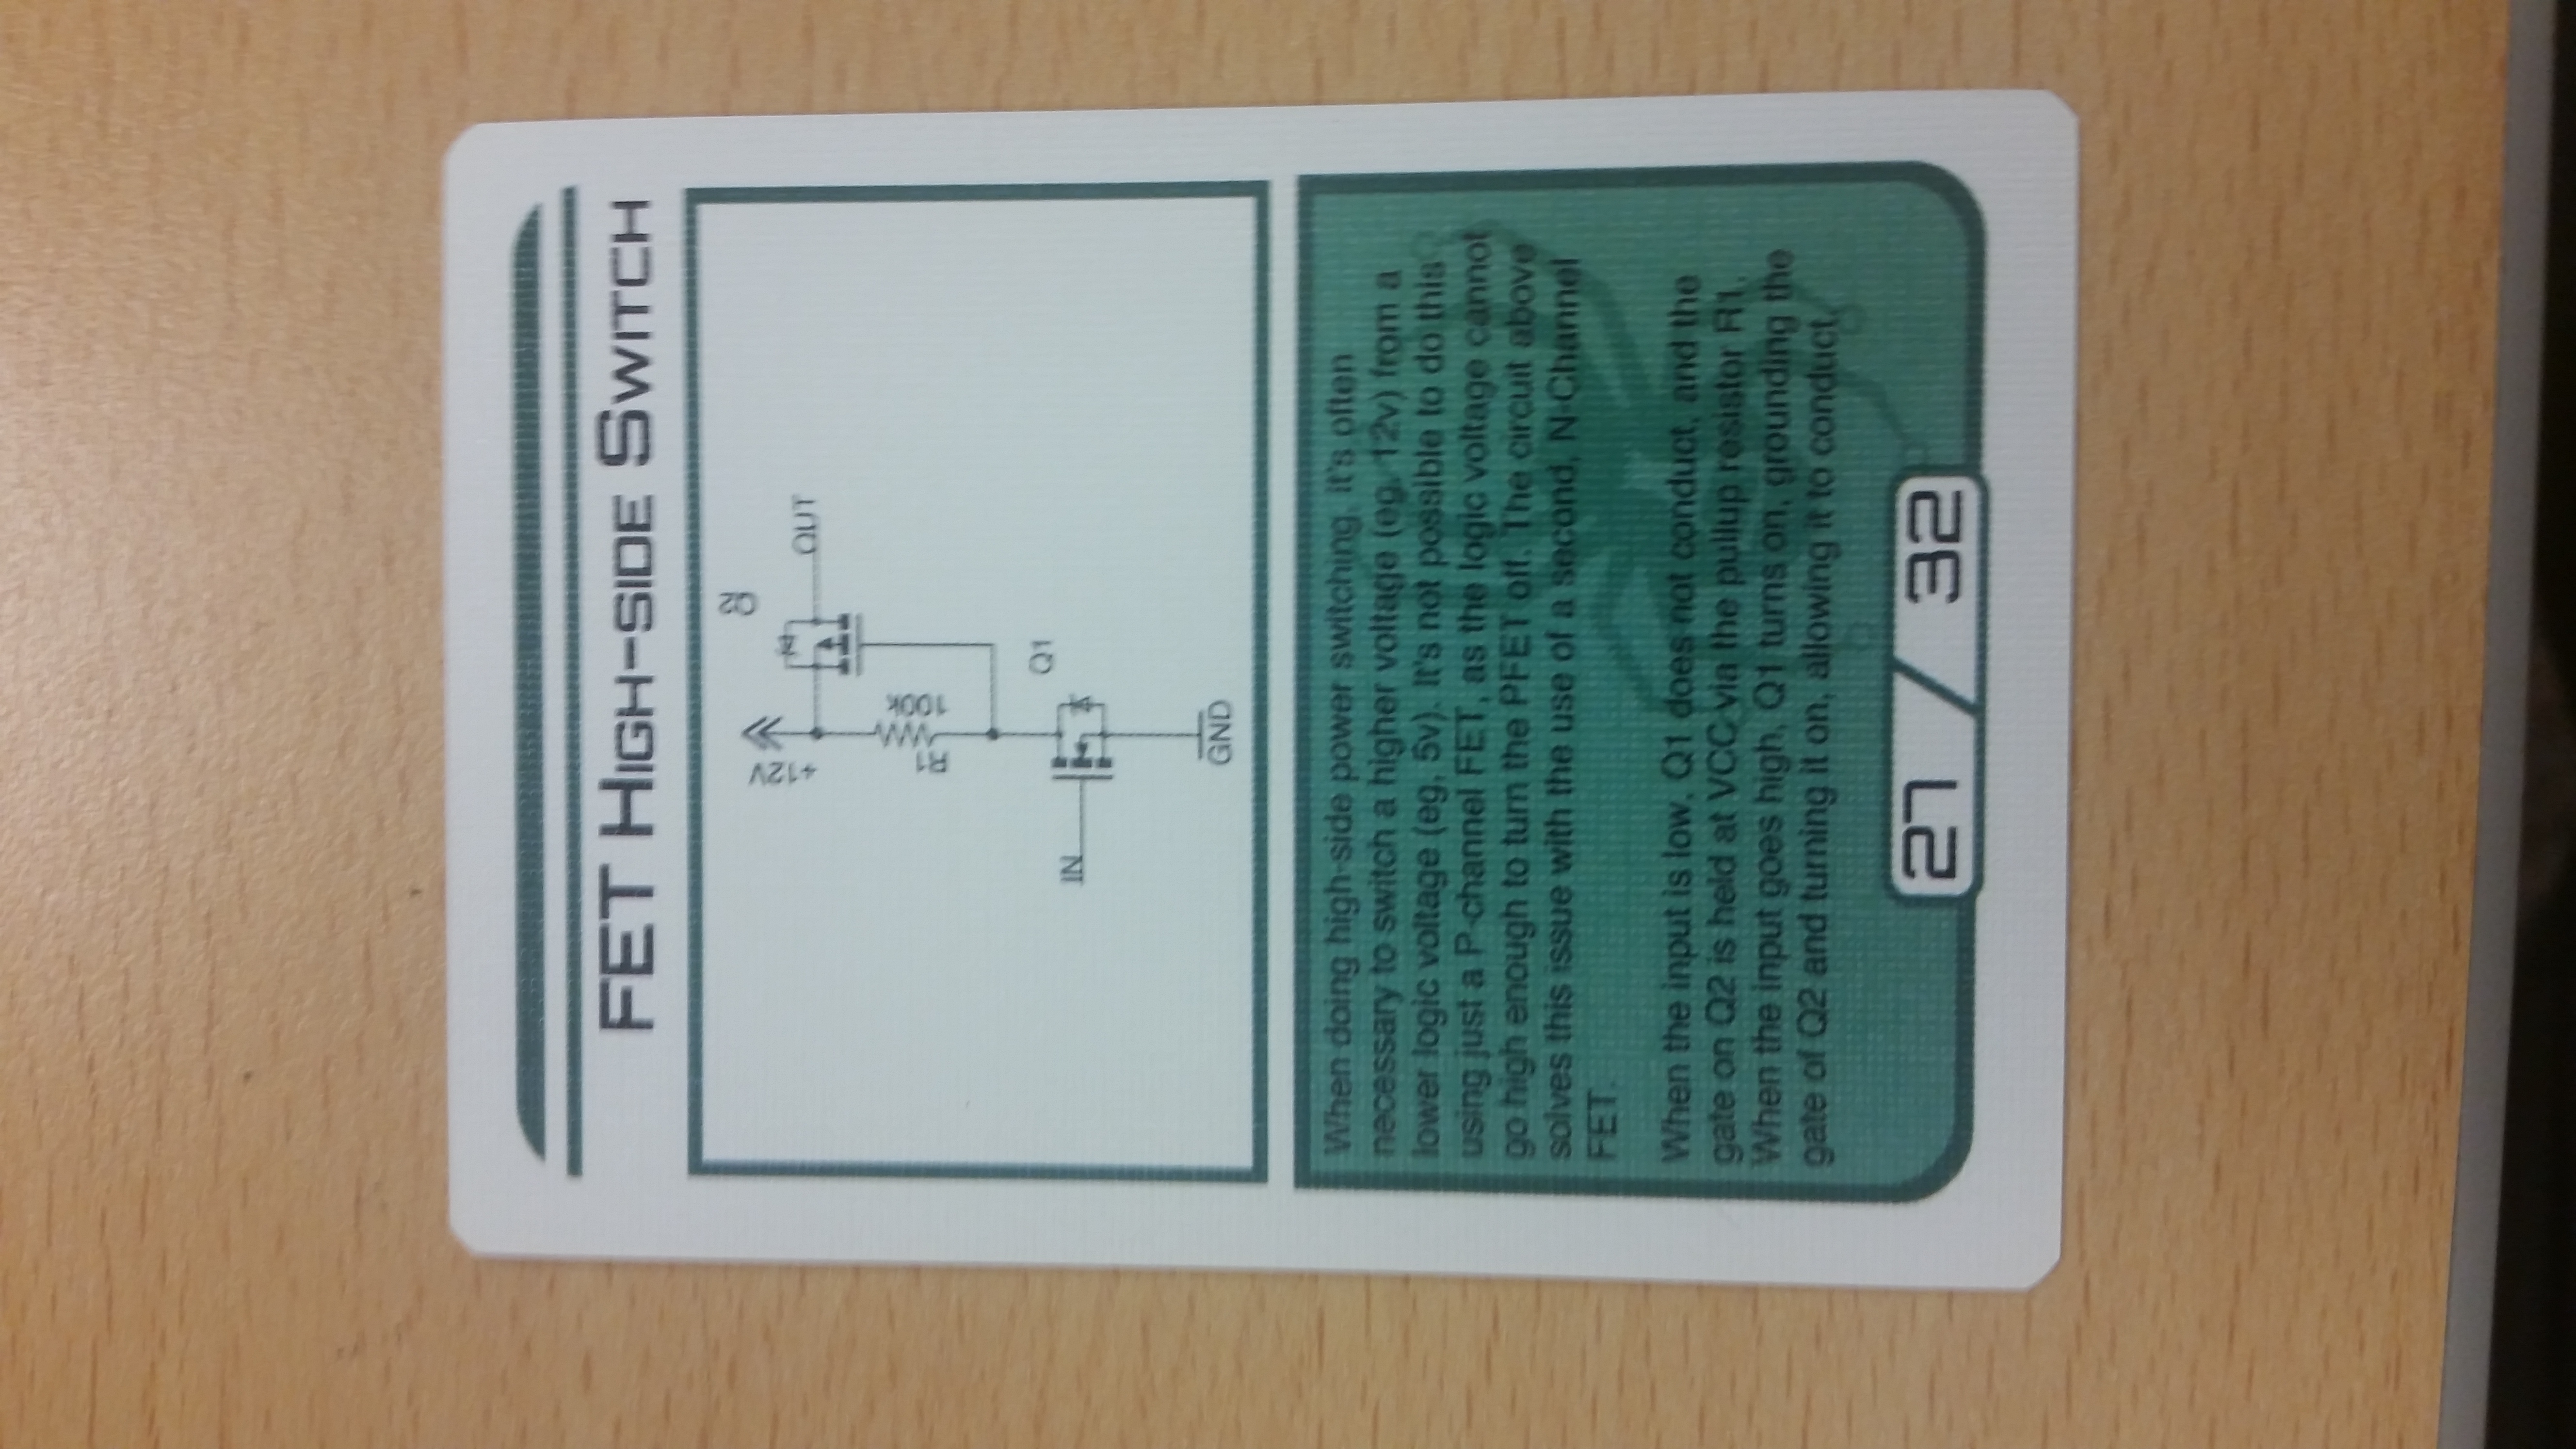 FET HIGH-SIDE SWITCH
+12V
Q2
OUT
R1
100k
Q1
IN
GND
When doing high-side power switching, it's often
necessary to switch a higher voltage (eg, 12v) from a
lower logic voltage (eg, 5v). It's not possible to do this
using just a P-channel FET, as the logic voltage cannot
go high enough to turn the PFET off. The circuit above
solves this issue with the use of a second, N-Channel
FET.
When the input is low, Q1 does not conduct, and the
gate on Q2 is held at VCC via the pullup resistor R1.
When the input goes high, Q1 turns on, grounding the
gate of Q2 and turning it on, allowing it to conduct.
27 / 32